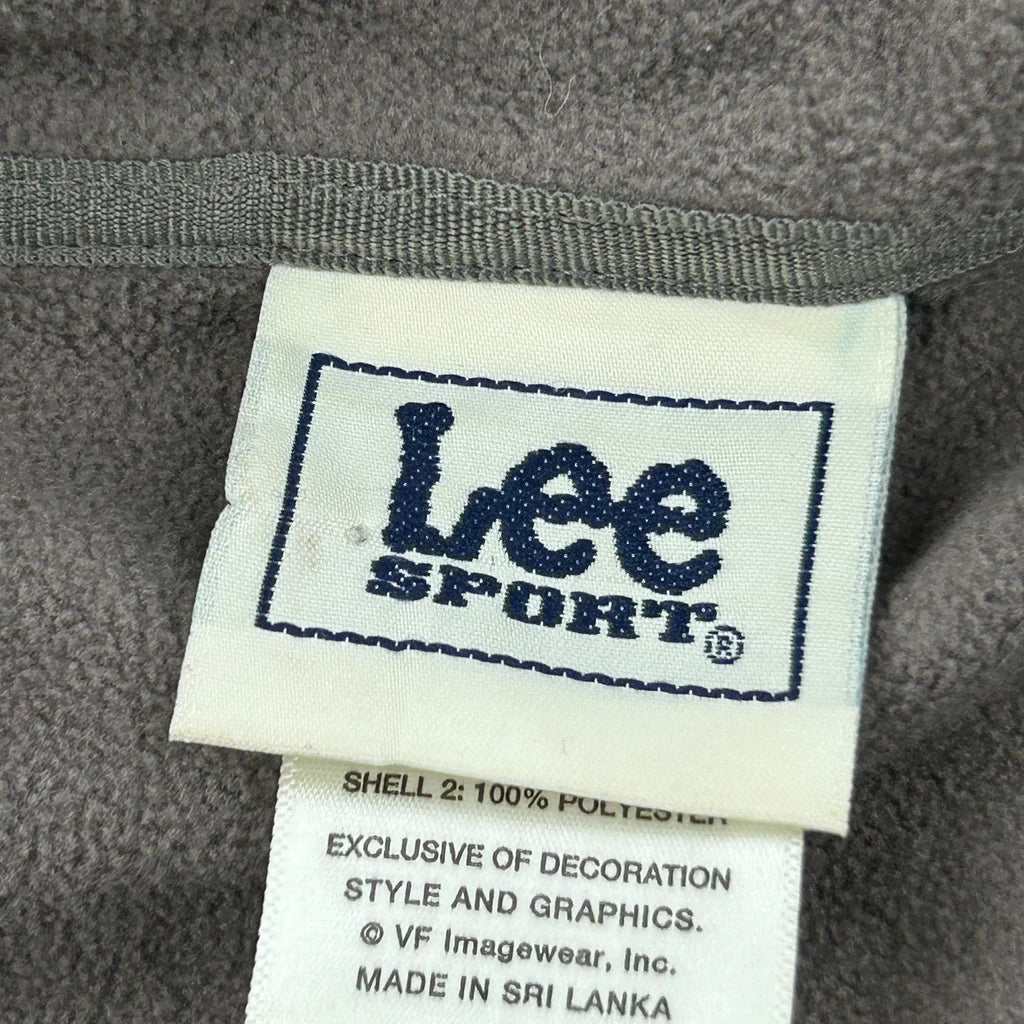 Lee
SPORT®
SHELL 2: 100% POLYESTER
EXCLUSIVE OF DECORATION
STYLE AND GRAPHICS.
© VF Imagewear, Inc.
MADE IN SRI LANKA